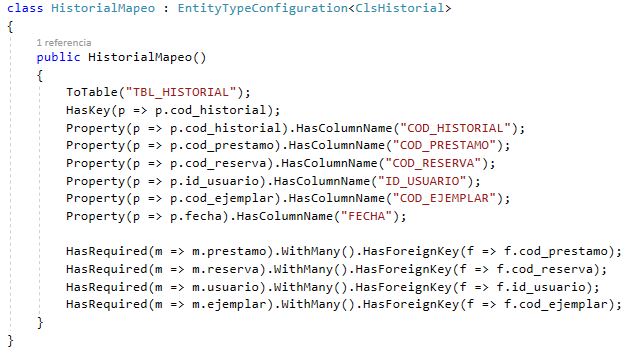 class HistorialMapeo : EntityTypeConfiguration<ClsHistorial>
{
1 referencia
public HistorialMapeo()
{
ToTable("TBL_HISTORIAL");
HasKey(p => p.cod_historial);
Property(p => p.cod_historial).HasColumnName("COD_HISTORIAL");
Property(p => p.cod_prestamo).HasColumnName("COD_PRESTAMO");
Property(p => p.cod_reserva).HasColumnName("COD_RESERVA");
Property(p => p.id_usuario).HasColumnName("ID_USUARIO");
Property(p => p.cod_ejemplar).HasColumnName("COD_EJEMPLAR");
Property(p => p.fecha).HasColumnName("FECHA");
HasRequired(m => m.prestamo).WithMany().HasForeignKey(f => f.cod_prestamo);
HasRequired(m => m.reserva).WithMany().HasForeignKey(f => f.cod_reserva);
HasRequired(m => m.usuario).WithMany().HasForeignKey(f => f.id_usuario);
HasRequired(m => m.ejemplar).WithMany().HasForeignKey(f => f.cod_ejemplar);
}
}